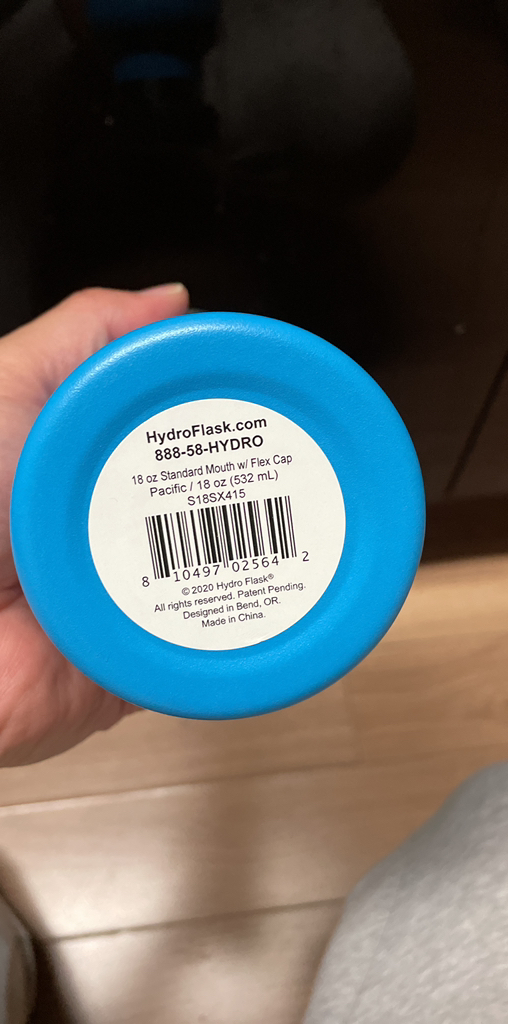 HydroFlask.com
888-58-HYDRO
18 oz Standard Mouth w/ Flex Cap
Pacific / 18 oz (532 mL)
S18SX415
8 10497 02564 2
© 2020 Hydro Flask®
All rights reserved. Patent Pending.
Designed in Bend, OR.
Made in China.